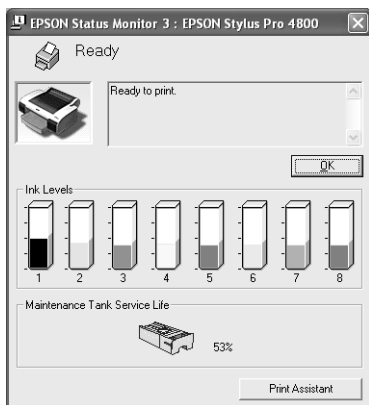 EPSON Status Monitor 3 : EPSON Stylus Pro 4800
Ready
Ready to print.
OK
Ink Levels
1 2 3 4 5 6 7 8
Maintenance Tank Service Life
53%
Print Assistant